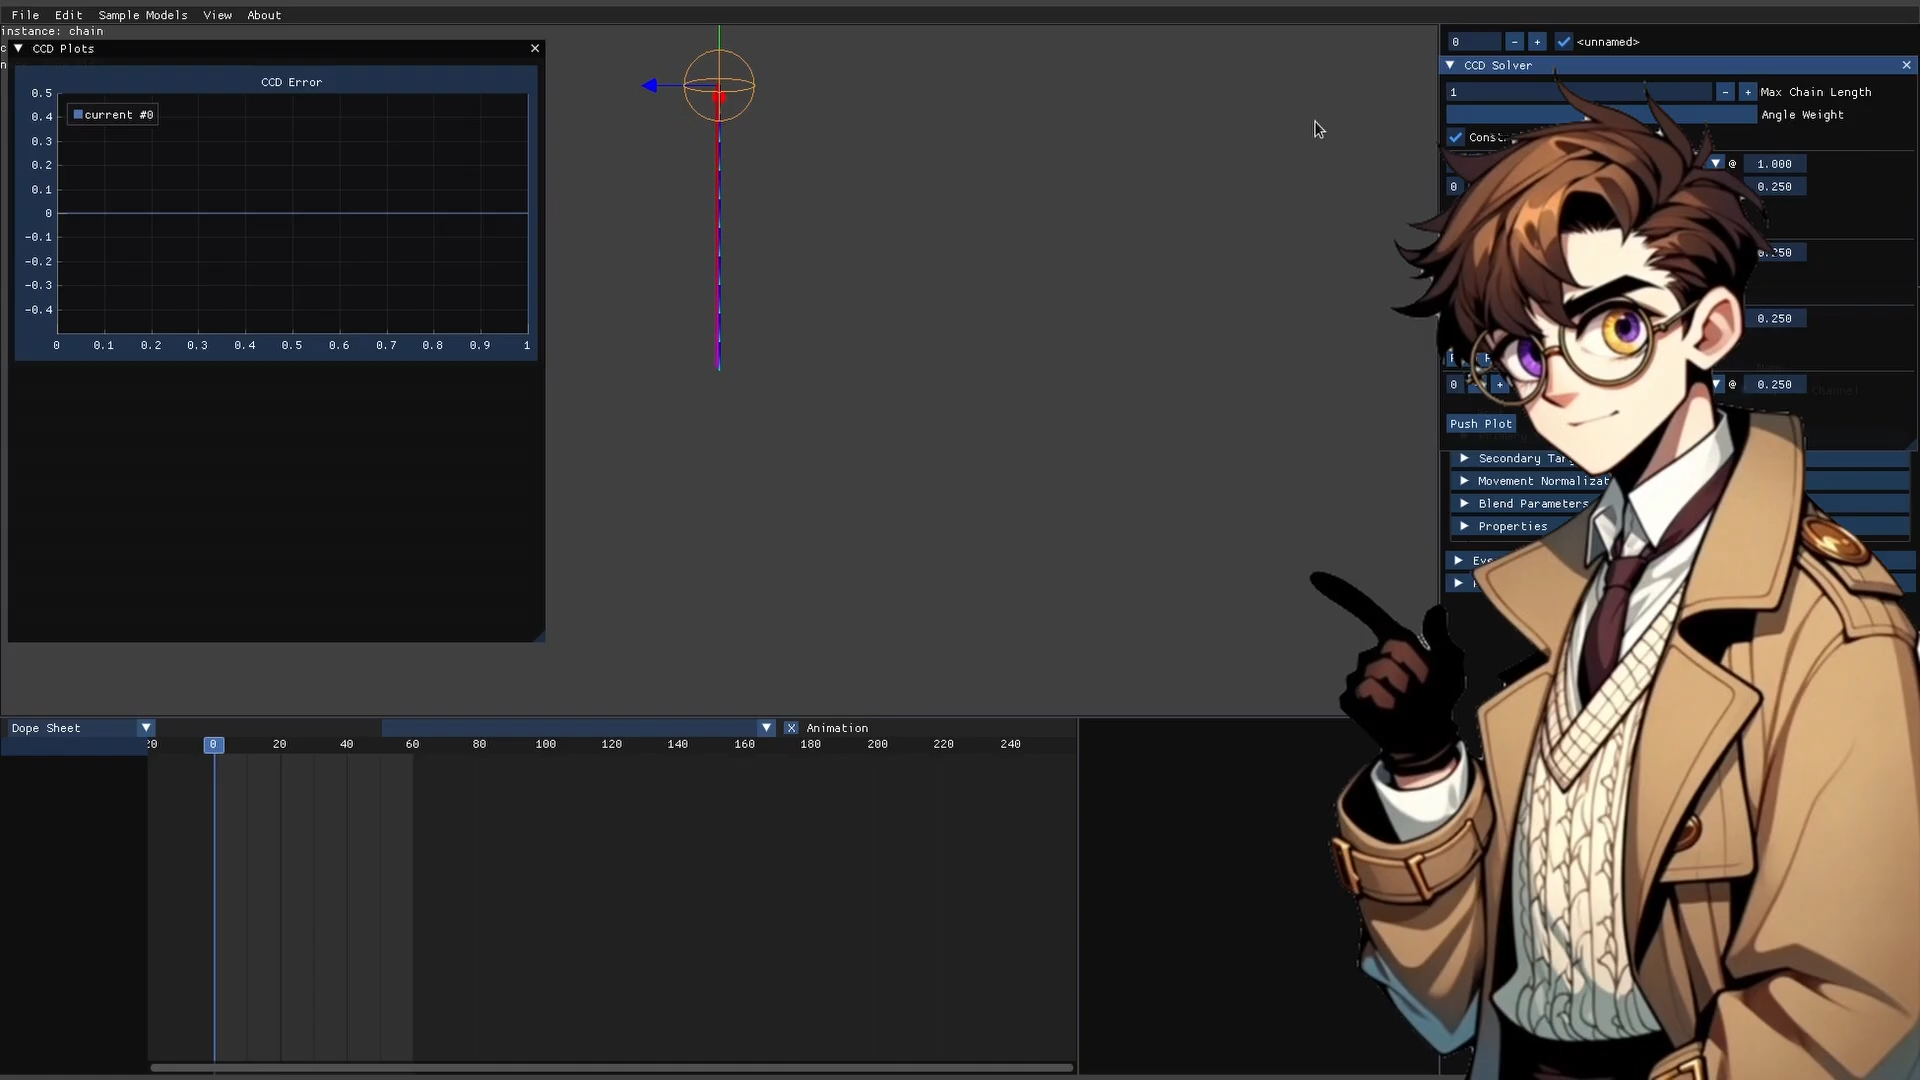 File Edit Sample Models View About
instance: chain
CCD Plots
CCD Error
current #0
0.5
0.4
0.3
0.2
0.1
0
-0.1
-0.2
-0.3
-0.4
0 0.1 0.2 0.3 0.4 0.5 0.6 0.7 0.8 0.9 1
0 - + <unnamed>
CCD Solver
1 - + Max Chain Length
Angle Weight
@ 1.000
0 0.250
0.250
0.250
0 + @ 0.250
Push Plot
Secondary
Blend Parameters
Properties
Dope Sheet X Animation
0 20 40 60 80 100 120 140 160 180 200 220 240